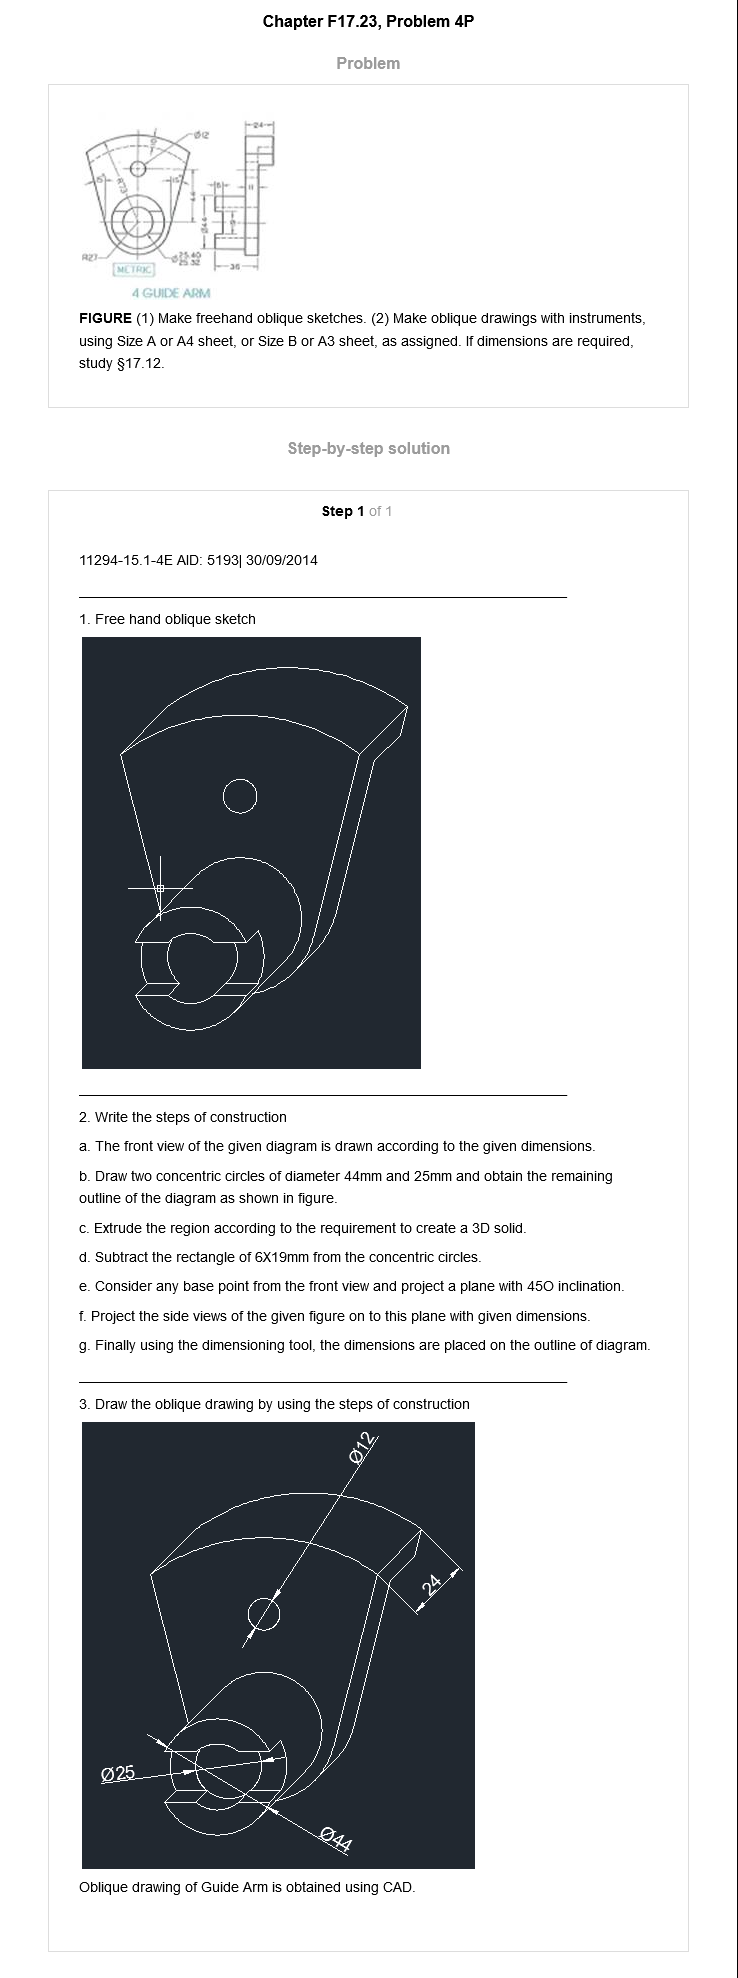 Chapter F17.23, Problem 4P
Problem
24
Ø12
R73
Ø44
R27
Ø25.40
25.32
36
METRIC
4 GUIDE ARM
FIGURE (1) Make freehand oblique sketches. (2) Make oblique drawings with instruments,
using Size A or A4 sheet, or Size B or A3 sheet, as assigned. If dimensions are required,
study §17.12.
Step-by-step solution
Step 1 of 1
11294-15.1-4E AID: 5193| 30/09/2014
1. Free hand oblique sketch
2. Write the steps of construction
a. The front view of the given diagram is drawn according to the given dimensions.
b. Draw two concentric circles of diameter 44mm and 25mm and obtain the remaining
outline of the diagram as shown in figure.
c. Extrude the region according to the requirement to create a 3D solid.
d. Subtract the rectangle of 6X19mm from the concentric circles.
e. Consider any base point from the front view and project a plane with 45O inclination.
f. Project the side views of the given figure on to this plane with given dimensions.
g. Finally using the dimensioning tool, the dimensions are placed on the outline of diagram.
3. Draw the oblique drawing by using the steps of construction
Ø12
24
Ø25
Ø44
Oblique drawing of Guide Arm is obtained using CAD.